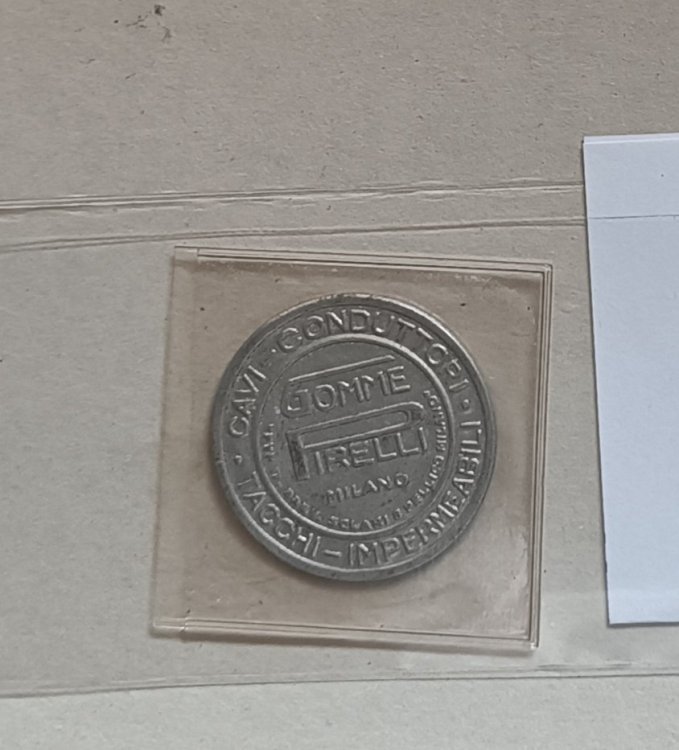 • CAVI • CONDUTTORI •
TACCHI – IMPERMEABILI
GOMME
PIRELLI
MILANO